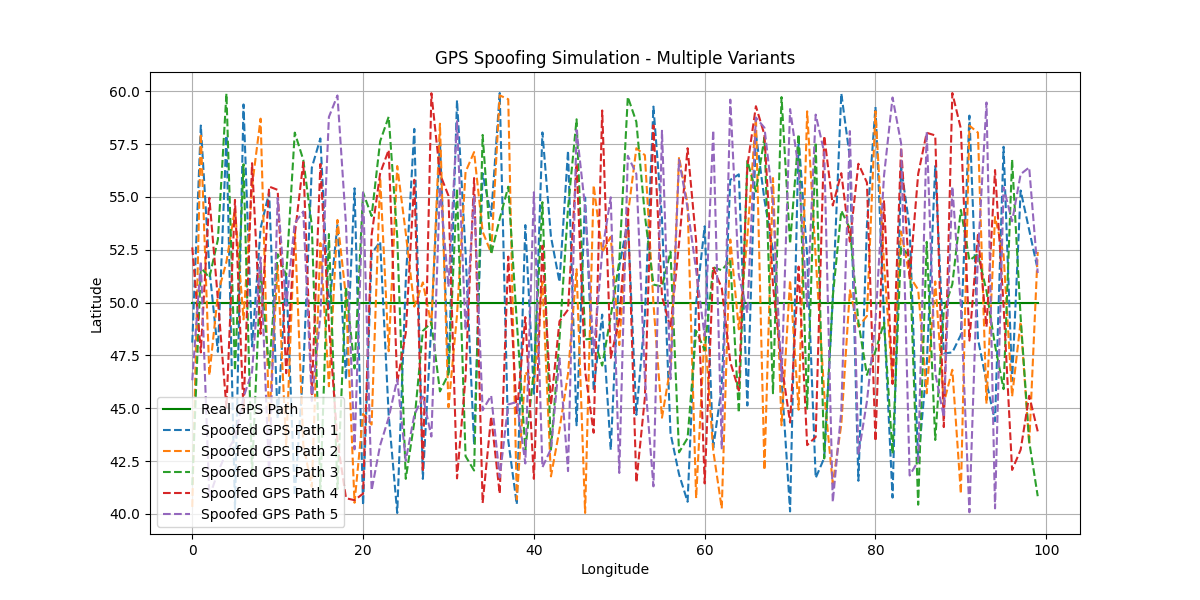 GPS Spoofing Simulation - Multiple Variants
60.0
57.5
55.0
52.5
50.0
47.5
45.0
42.5
40.0
Latitude
Real GPS Path
Spoofed GPS Path 1
Spoofed GPS Path 2
Spoofed GPS Path 3
Spoofed GPS Path 4
Spoofed GPS Path 5
0 20 40 60 80 100
Longitude